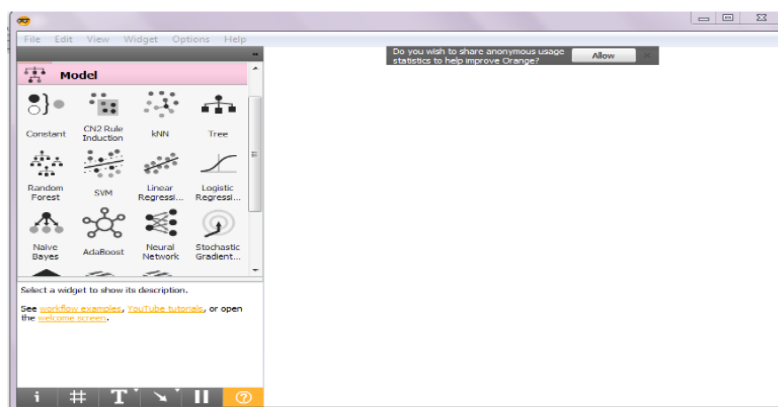 File Edit View Widget Options Help
Do you wish to share anonymous usage
statistics to help improve Orange?
Allow
Model
Constant
CN2 Rule
Induction
kNN
Tree
Random
Forest
SVM
Linear
Regressi...
Logistic
Regressi...
Naive
Bayes
AdaBoost
Neural
Network
Stochastic
Gradient...
Select a widget to show its description.
See workflow examples, YouTube tutorials, or open
the welcome screen.